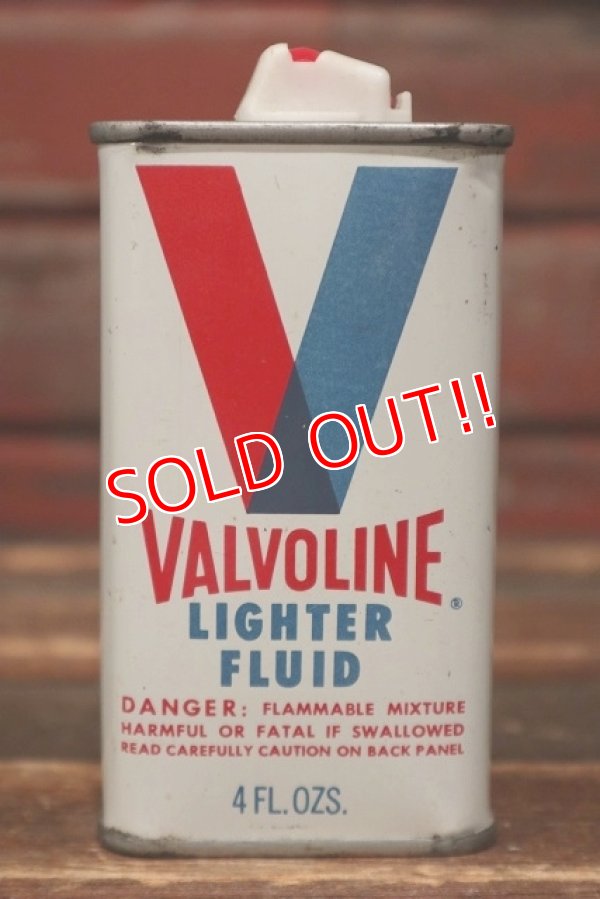 SOLD OUT!!
VALVOLINE®
LIGHTER
FLUID
DANGER: FLAMMABLE MIXTURE
HARMFUL OR FATAL IF SWALLOWED
READ CAREFULLY CAUTION ON BACK PANEL
4 FL. OZS.